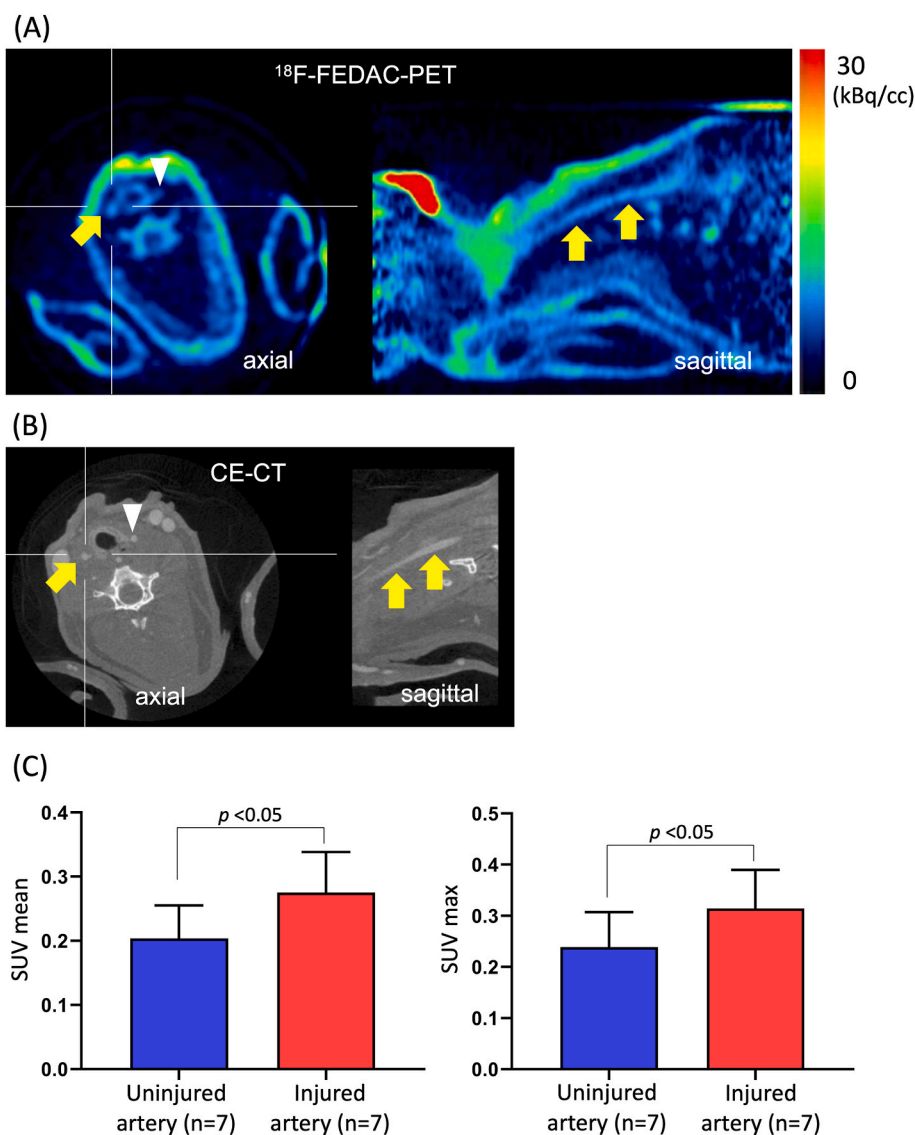 (A)
¹⁸F-FEDAC-PET
30
(kBq/cc)
axial
sagittal
0
(B)
CE-CT
axial
sagittal
(C)
SUV mean
0.4
0.3
0.2
0.1
0.0
p <0.05
Uninjured
artery (n=7)
Injured
artery (n=7)
SUV max
0.5
0.4
0.3
0.2
0.1
0.0
p <0.05
Uninjured
artery (n=7)
Injured
artery (n=7)